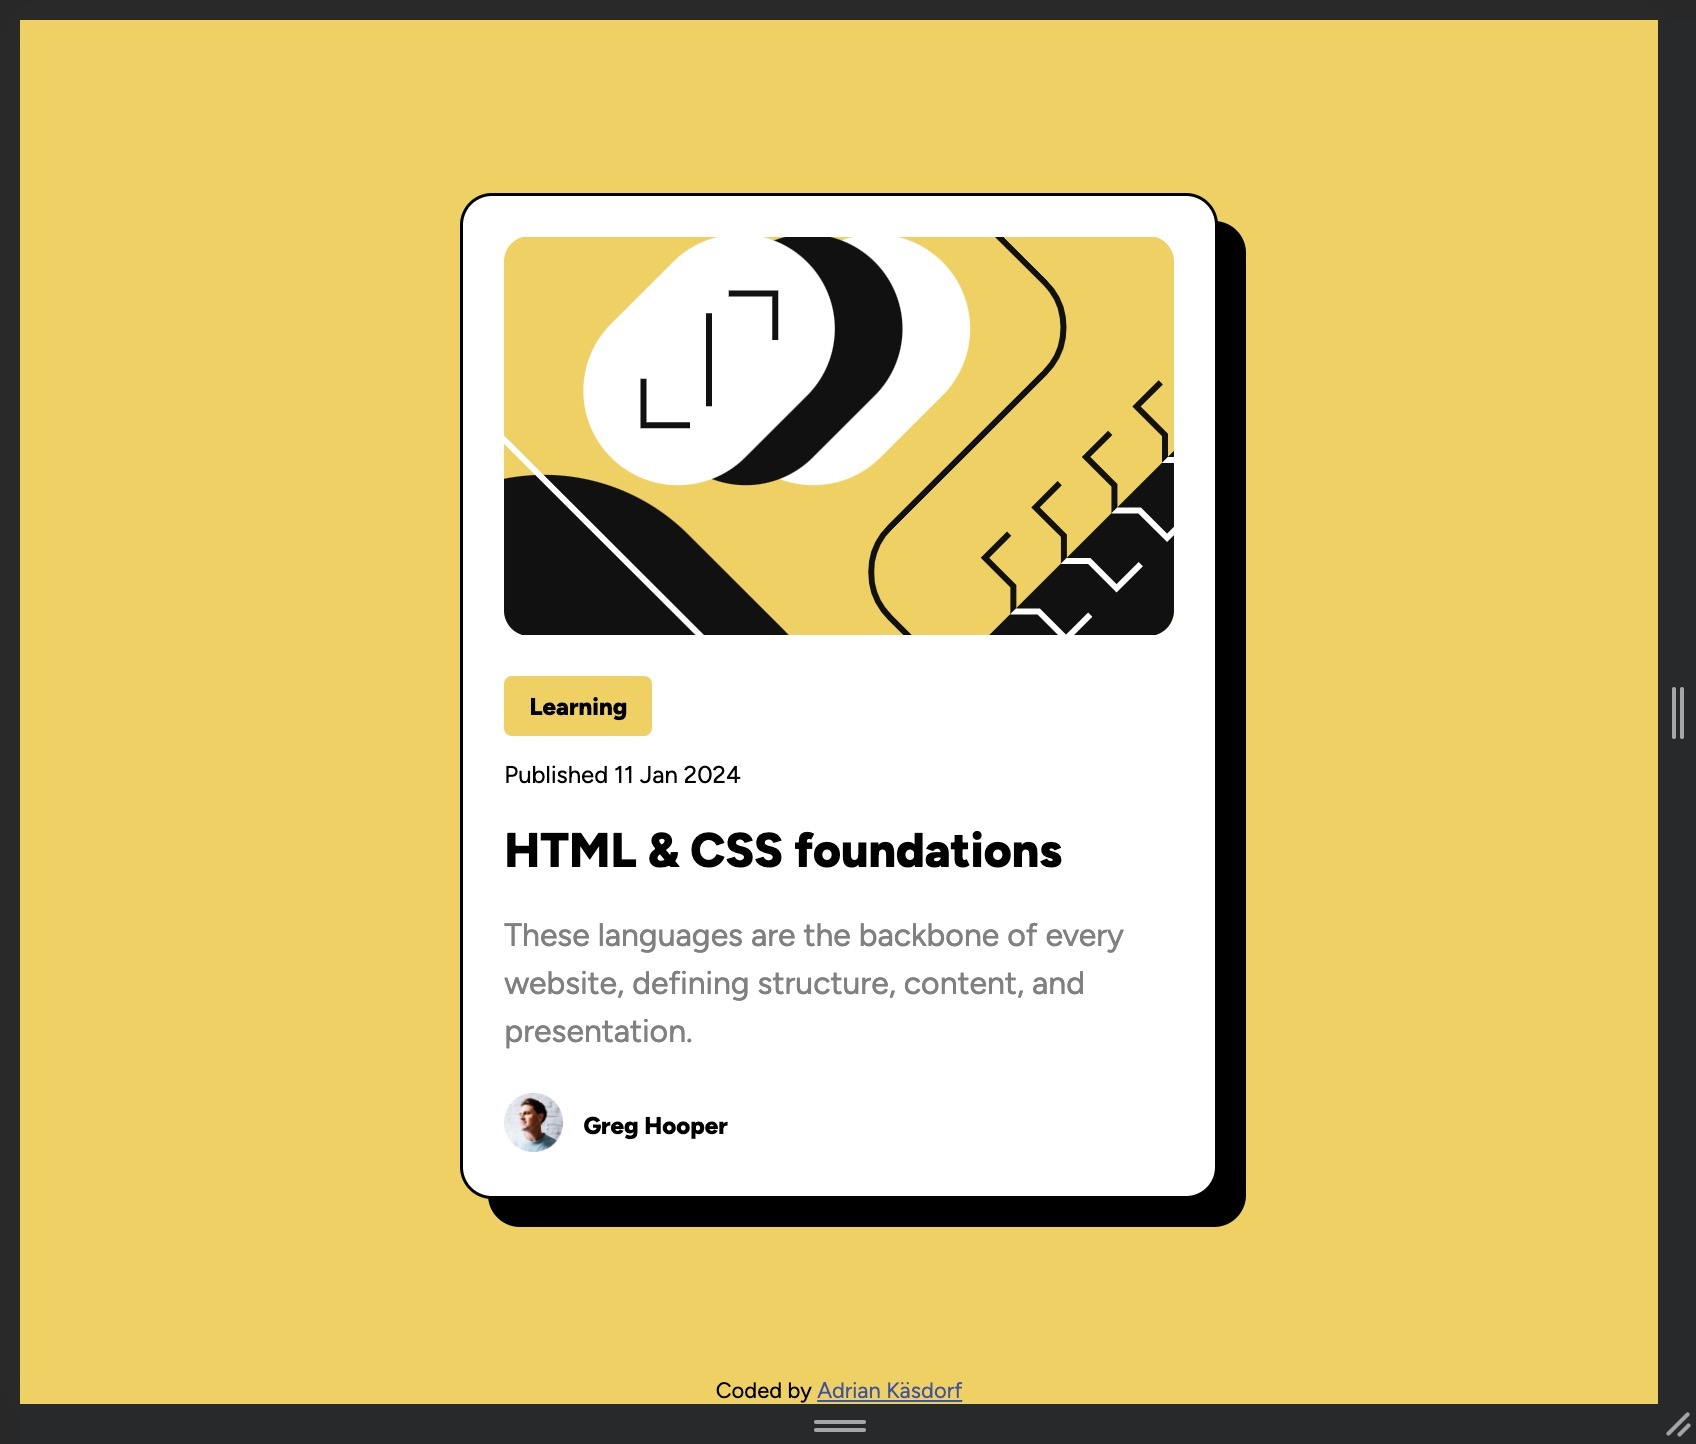 Learning
Published 11 Jan 2024
HTML & CSS foundations
These languages are the backbone of every
website, defining structure, content, and
presentation.
Greg Hooper
Coded by Adrian Käsdorf